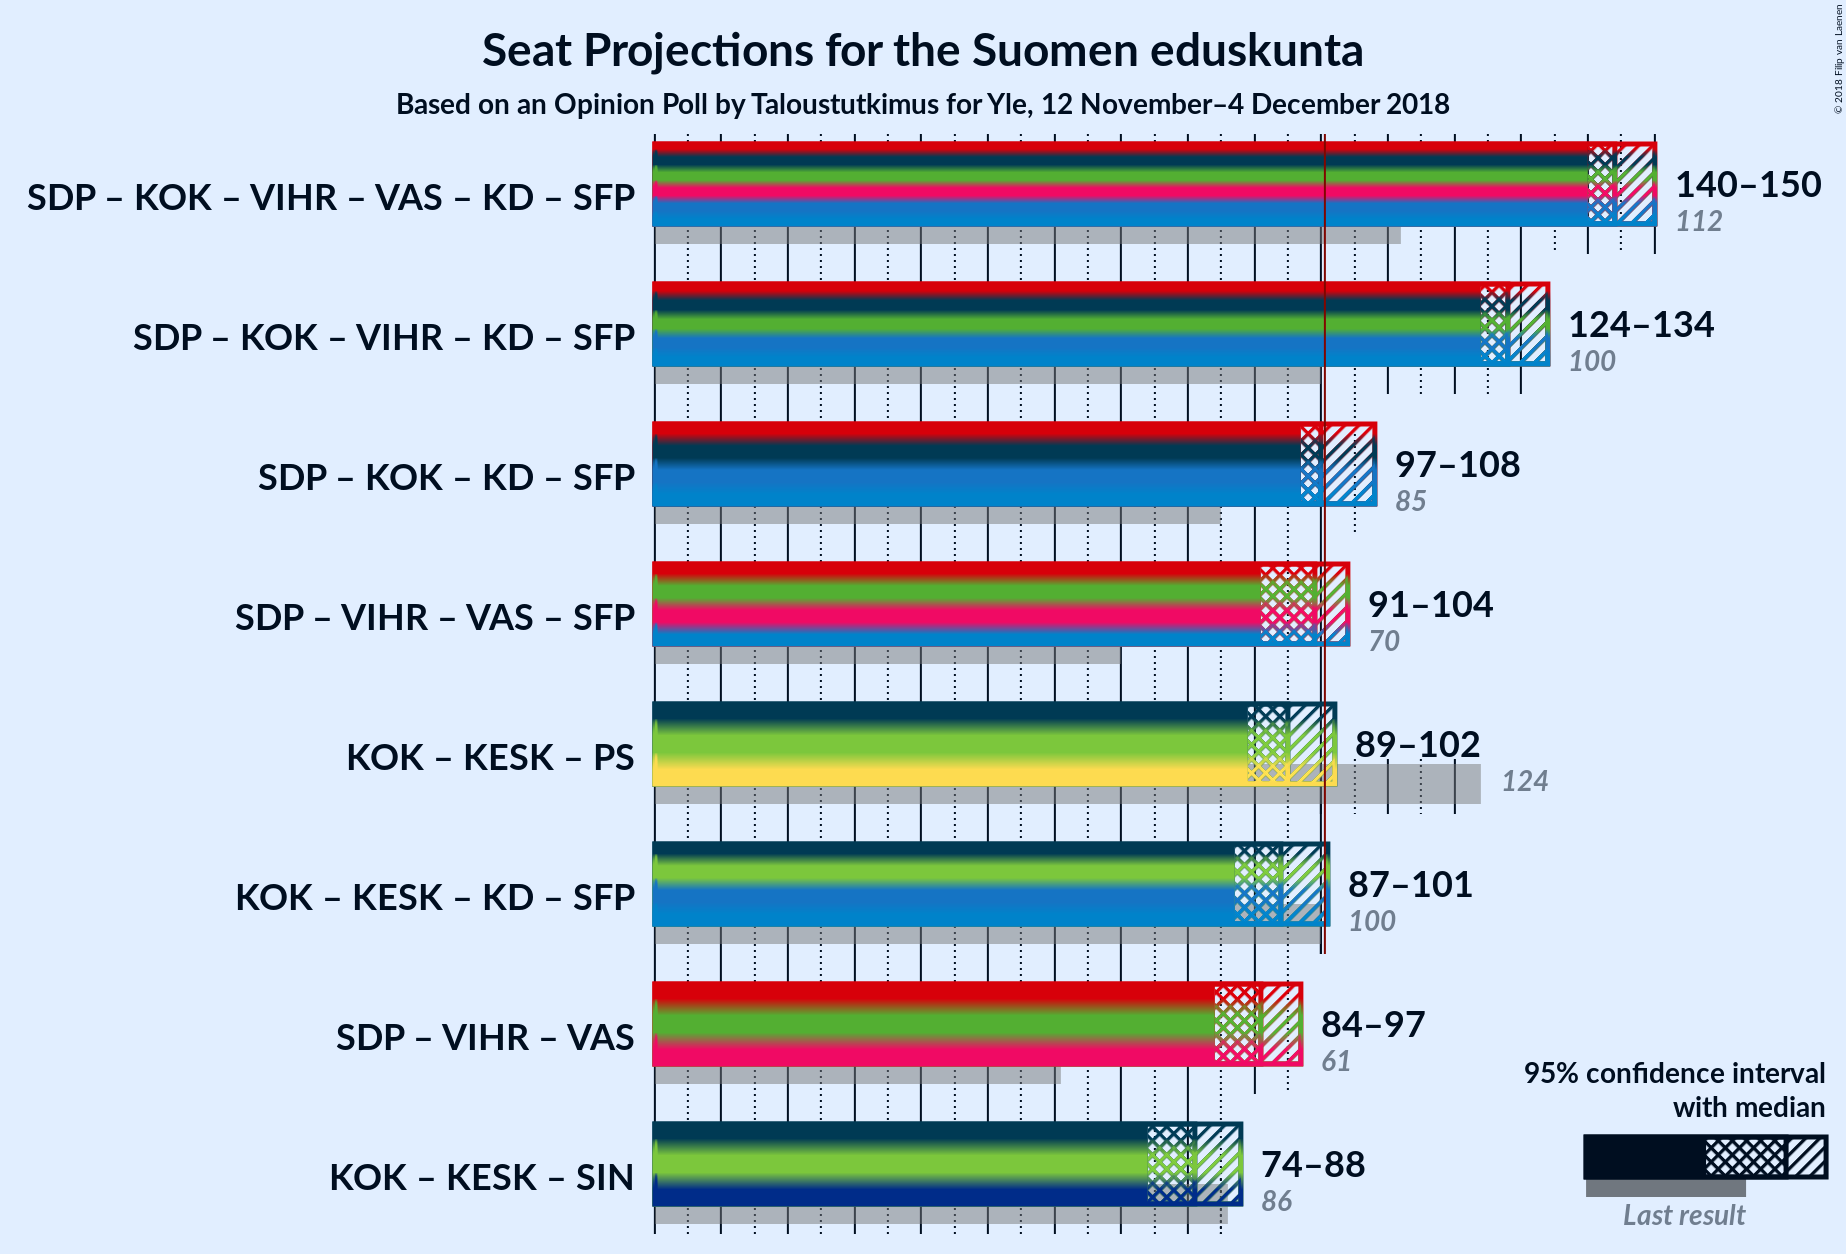 Seat Projections for the Suomen eduskunta
Based on an Opinion Poll by Taloustutkimus for Yle, 12 November–4 December 2018
© 2018 Filip van Laenen
SDP – KOK – VIHR – VAS – KD – SFP
140–150
112
SDP – KOK – VIHR – KD – SFP
124–134
100
SDP – KOK – KD – SFP
97–108
85
SDP – VIHR – VAS – SFP
91–104
70
KOK – KESK – PS
89–102
124
KOK – KESK – KD – SFP
87–101
100
SDP – VIHR – VAS
84–97
61
KOK – KESK – SIN
74–88
86
95% confidence interval
with median
Last result